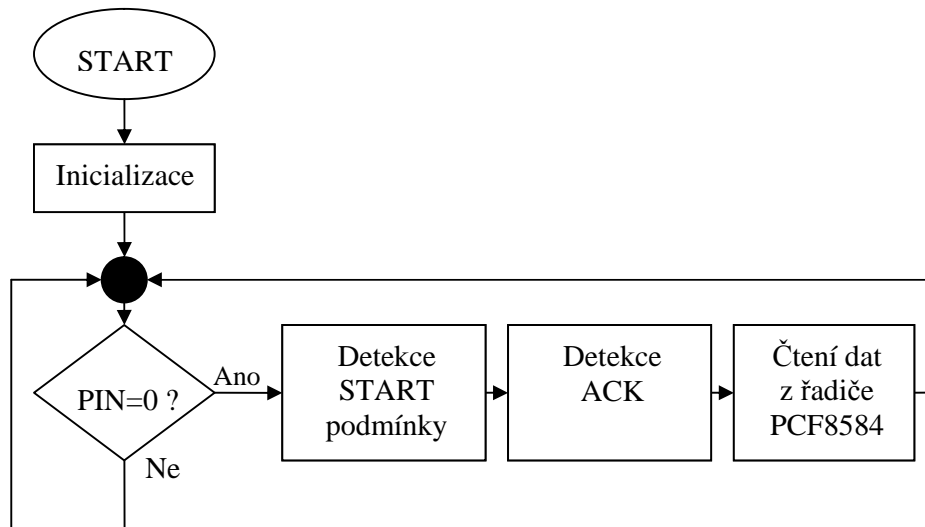 START
Inicializace
PIN=0 ?
Ano
Ne
Detekce
START
podmínky
Detekce
ACK
Čtení dat
z řadiče
PCF8584